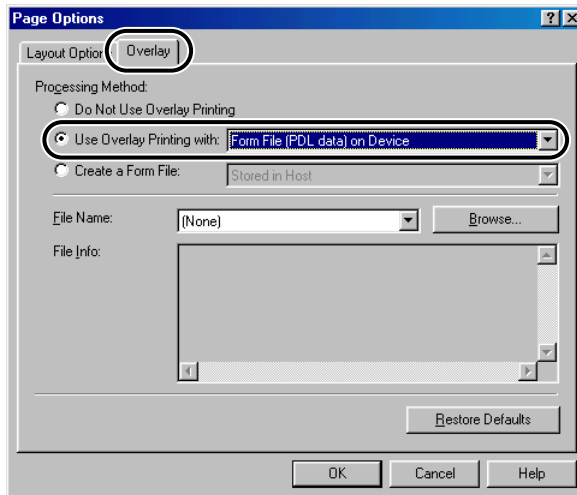 Page Options
Layout Option Overlay
Processing Method:
Do Not Use Overlay Printing
Use Overlay Printing with: Form File (PDL data) on Device
Create a Form File: Stored in Host
File Name: (None) Browse...
File Info:
Restore Defaults
OK Cancel Help